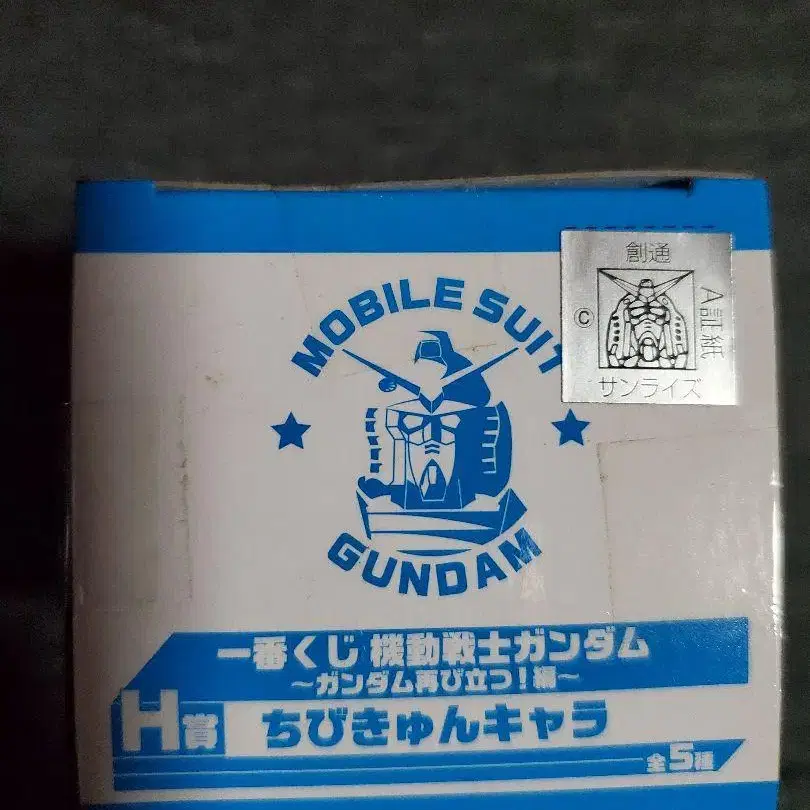 創通
A証紙
©
サンライズ
MOBILE SUIT
GUNDAM
一番くじ 機動戦士ガンダム
～ガンダム再び立つ!編～
H賞
ちびきゅんキャラ
全5種